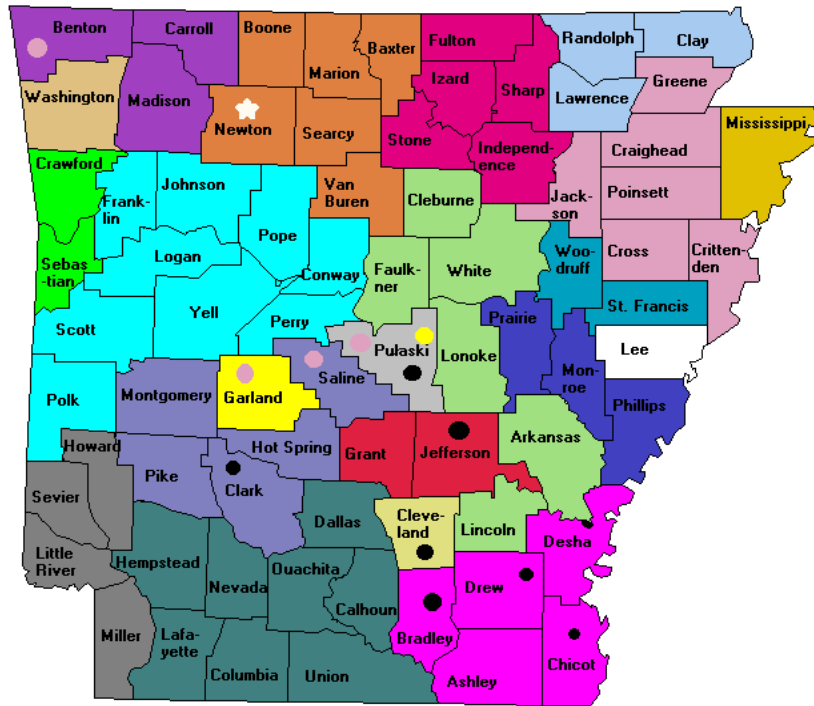 Benton
Carroll
Boone
Baxter
Fulton
Randolph
Clay
Marion
Izard
Sharp
Greene
Washington
Madison
Lawrence
Newton
Searcy
Stone
Independ-
ence
Mississippi
Craighead
Crawford
Johnson
Frank-
lin
Van
Buren
Cleburne
Jack-
son
Poinsett
Pope
Logan
Sebas
-tian
Conway
Faulk-
ner
White
Woo-
druff
Cross
Critten-
den
Scott
Yell
Perry
Pulaski
Prairie
St. Francis
Lonoke
Lee
Mon-
roe
Polk
Montgomery
Garland
Saline
Phillips
Howard
Hot Spring
Grant
Jefferson
Arkansas
Pike
Clark
Sevier
Dallas
Cleve-
land
Lincoln
Desha
Little
River
Hempstead
Nevada
Ouachita
Calhoun
Drew
Miller
Lafa-
yette
Columbia
Union
Bradley
Ashley
Chicot